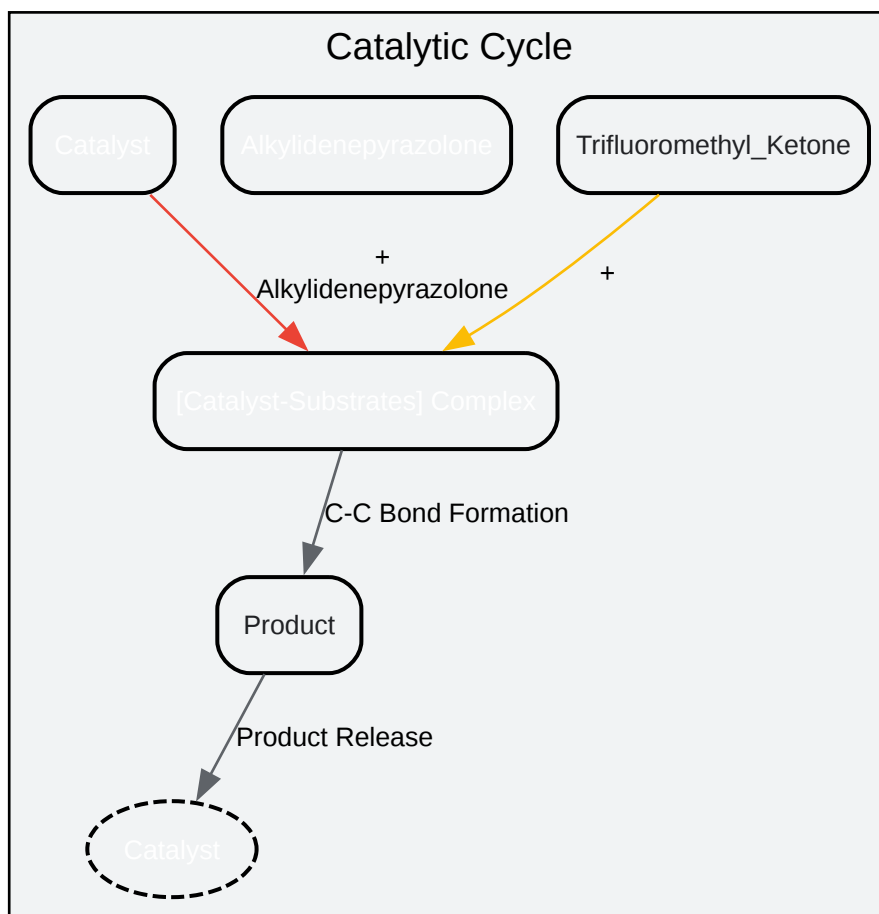 Catalytic Cycle
Catalyst
Alkylidenepyrazolone
Trifluoromethyl_Ketone
+
Alkylidenepyrazolone
+
[Catalyst-Substrates] Complex
C-C Bond Formation
Product
Product Release
Catalyst